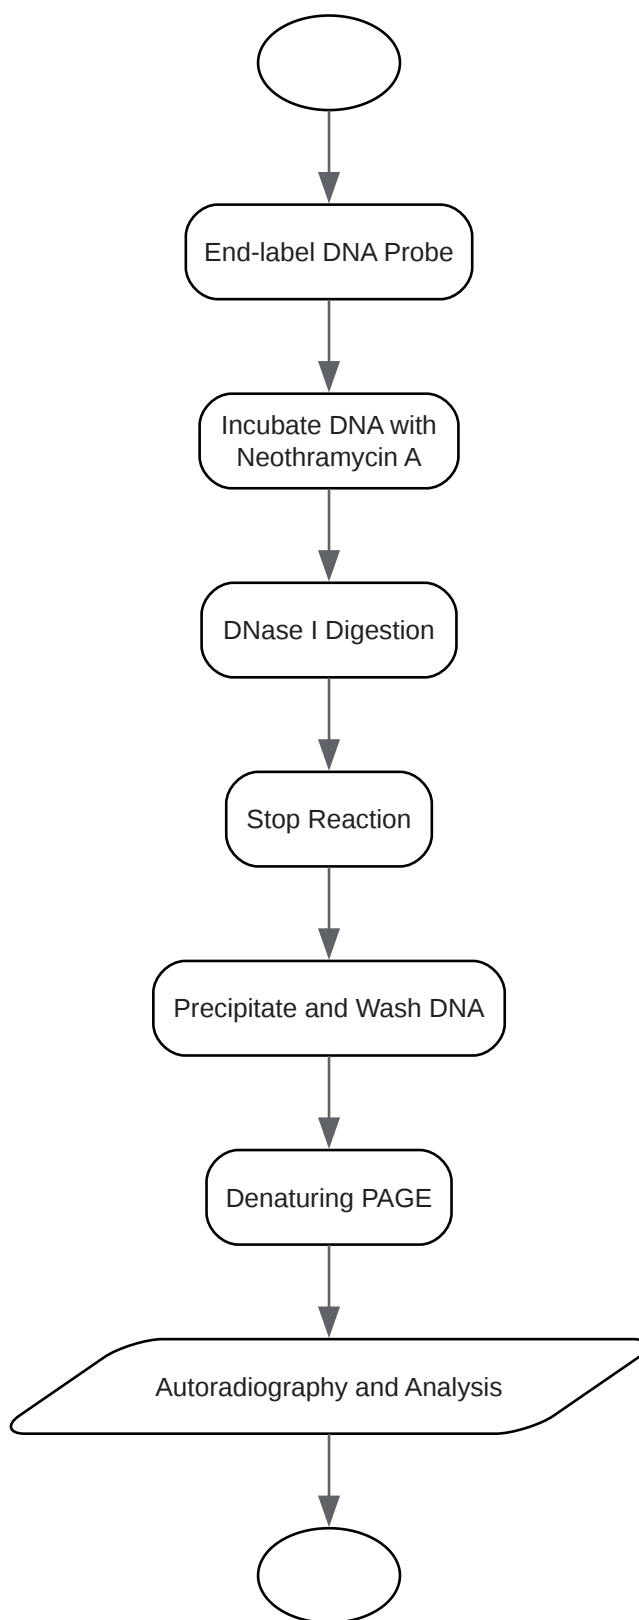 End-label DNA Probe
Incubate DNA with
Neothramycin A
DNase I Digestion
Stop Reaction
Precipitate and Wash DNA
Denaturing PAGE
Autoradiography and Analysis